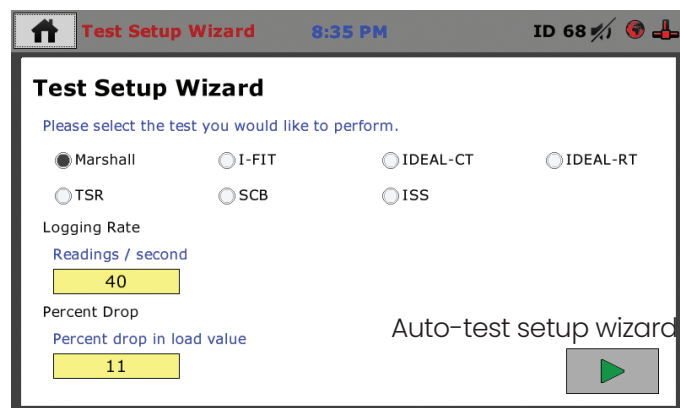 Test Setup Wizard 8:35 PM ID 68
Test Setup Wizard
Please select the test you would like to perform.
Marshall I-FIT IDEAL-CT IDEAL-RT
TSR SCB ISS
Logging Rate
Readings / second
40
Percent Drop
Percent drop in load value
11
Auto-test setup wizard